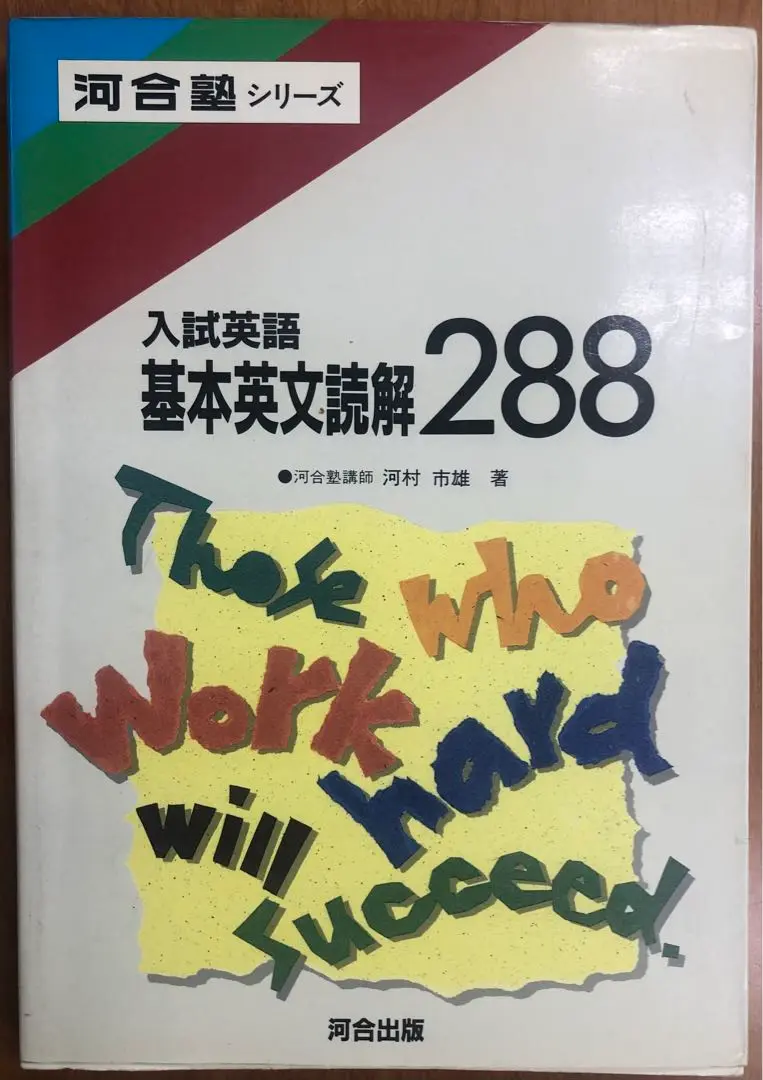 河合塾シリーズ
入試英語
基本英文読解288
●河合塾講師 河村 市雄 著
Those who
Work hard
will
succeed.
河合出版